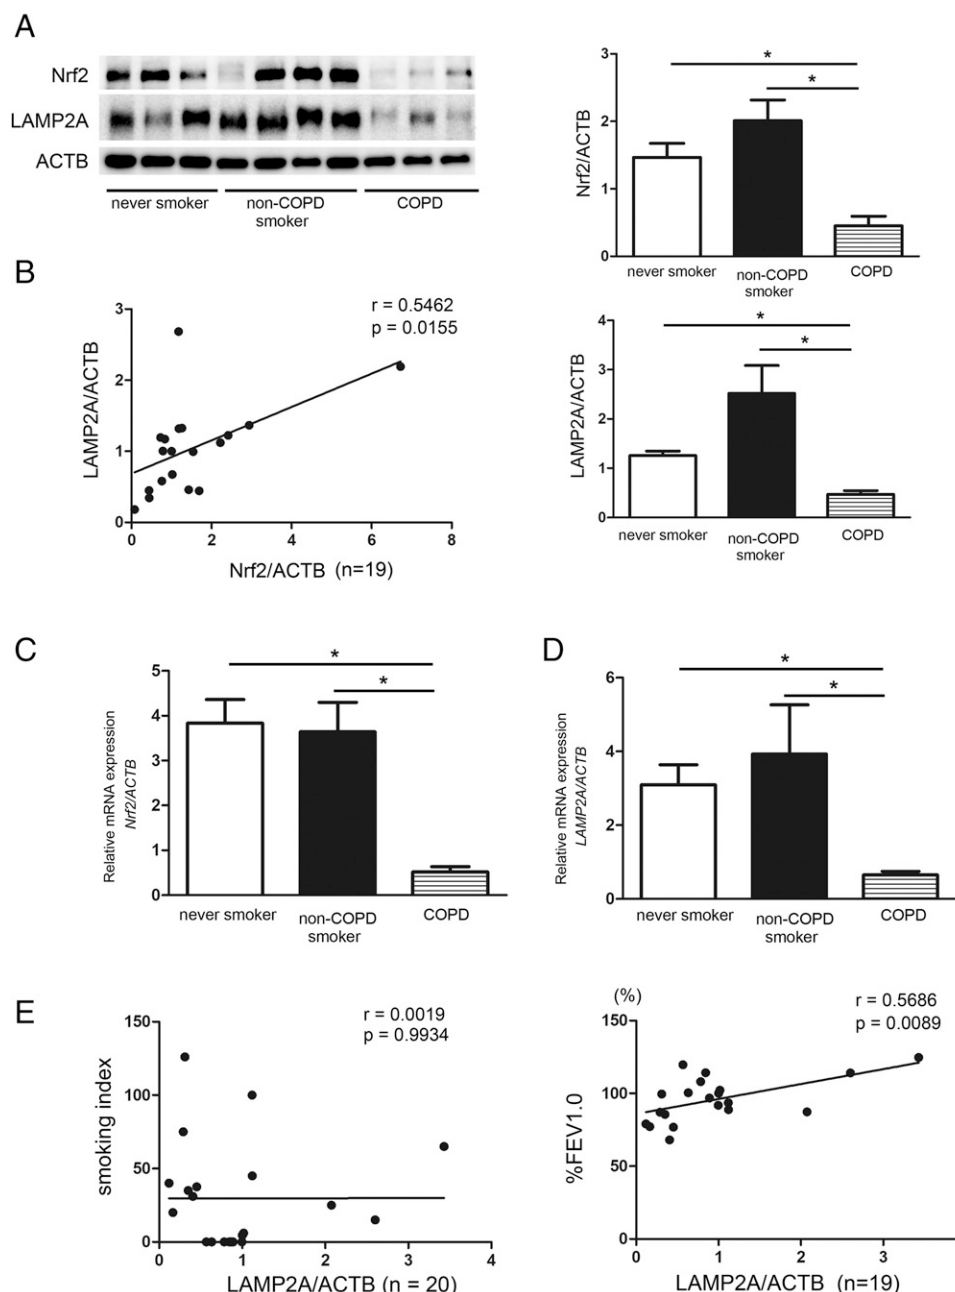 A
Nrf2
LAMP2A
ACTB
never smoker
non-COPD
smoker
COPD
3
2
1
0
Nrf2/ACTB
*
*
never smoker
non-COPD
smoker
COPD
B
r = 0.5462
p = 0.0155
3
2
1
0
LAMP2A/ACTB
0
2
4
6
8
Nrf2/ACTB (n=19)
4
3
2
1
0
LAMP2A/ACTB
*
*
never smoker
non-COPD
smoker
COPD
C
5
4
3
2
1
0
Relative mRNA expression
Nrf2/ACTB
*
*
never smoker
non-COPD
smoker
COPD
D
6
4
2
0
Relative mRNA expression
LAMP2A/ACTB
*
*
never smoker
non-COPD
smoker
COPD
E
r = 0.0019
p = 0.9934
150
100
50
0
smoking index
0
1
2
3
4
LAMP2A/ACTB (n = 20)
(%)
r = 0.5686
p = 0.0089
150
100
50
0
%FEV1.0
0
1
2
3
LAMP2A/ACTB (n=19)